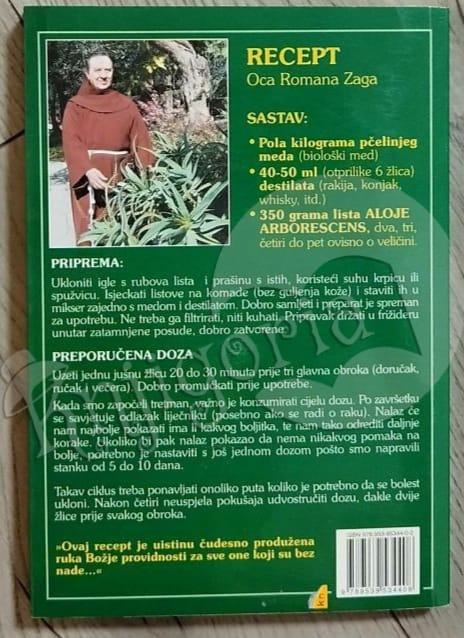 RECEPT
Oca Romana Zaga
SASTAV:
• Pola kilograma pčelinjeg
meda (biološki med)
• 40-50 ml (otprilike 6 žlica)
destilata (rakija, konjak,
whisky, itd.)
• 350 grama lista ALOJE
ARBORESCENS, dva, tri,
četiri do pet ovisno o veličini.
PRIPREMA:
Ukloniti igle s rubova lista i prašinu s istih, koristeći suhu krpicu ili
spužvicu. Isjeckati listove na komade (bez guljenja kože) i staviti ih u
mikser zajedno s medom i destilatom. Dobro samljeti i preparat je spreman
za upotrebu. Ne treba ga filtrirati, niti kuhati. Pripravak držati u frižideru
unutar zatamnjene posude, dobro zatvorene.
PREPORUČENA DOZA
Uzeti jednu jušnu žlicu 20 do 30 minuta prije tri glavna obroka (doručak,
ručak i večera). Dobro promućkati prije upotrebe.
Kada smo započeli tretman, važno je konzumirati cijelu dozu. Po završetku
se savjetuje odlazak liječniku (posebno ako se radi o raku). Nalaz će
nam najbolje pokazati ima li kakvog boljitka, te nam tako odrediti daljnje
korake. Ukoliko bi pak nalaz pokazao da nema nikakvog pomaka na
bolje, potrebno je nastaviti s još jednom dozom pošto smo napravili
stanku od 5 do 10 dana.
Takav ciklus treba ponavljati onoliko puta koliko je potrebno da se bolest
ukloni. Nakon četiri neuspjela pokušaja udvostručiti dozu, dakle dvije
žlice prije svakog obroka.
»Ovaj recept je uistinu čudesno produžena
ruka Božje providnosti za sve one koji su bez
nade...«
9789539534408